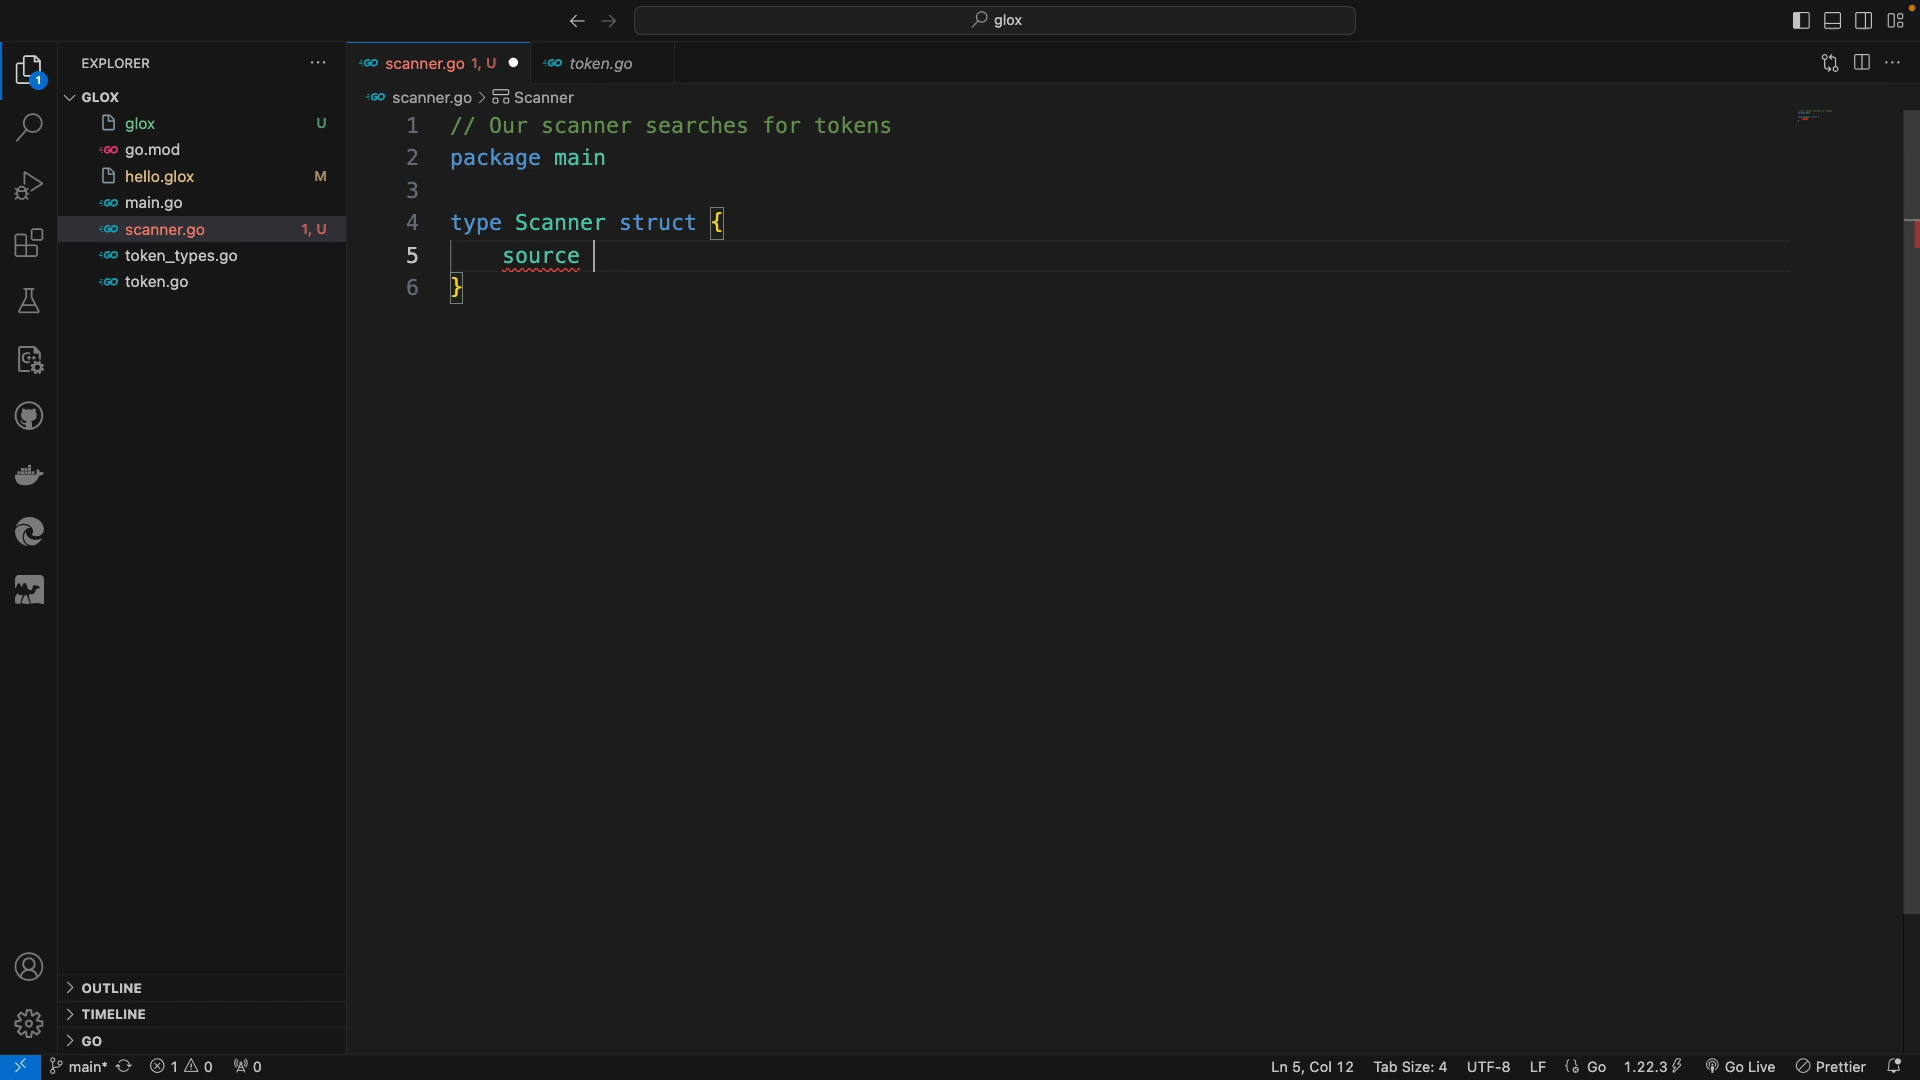 glox
EXPLORER
GLOX
glox U
go.mod
hello.glox M
main.go
scanner.go 1, U
token_types.go
token.go
OUTLINE
TIMELINE
GO
1
scanner.go 1, U
token.go
scanner.go > Scanner
1 // Our scanner searches for tokens
2 package main
3
4 type Scanner struct {
5 source
6 }
main* 1 0 0
Ln 5, Col 12 Tab Size: 4 UTF-8 LF {} Go 1.22.3 Go Live Prettier